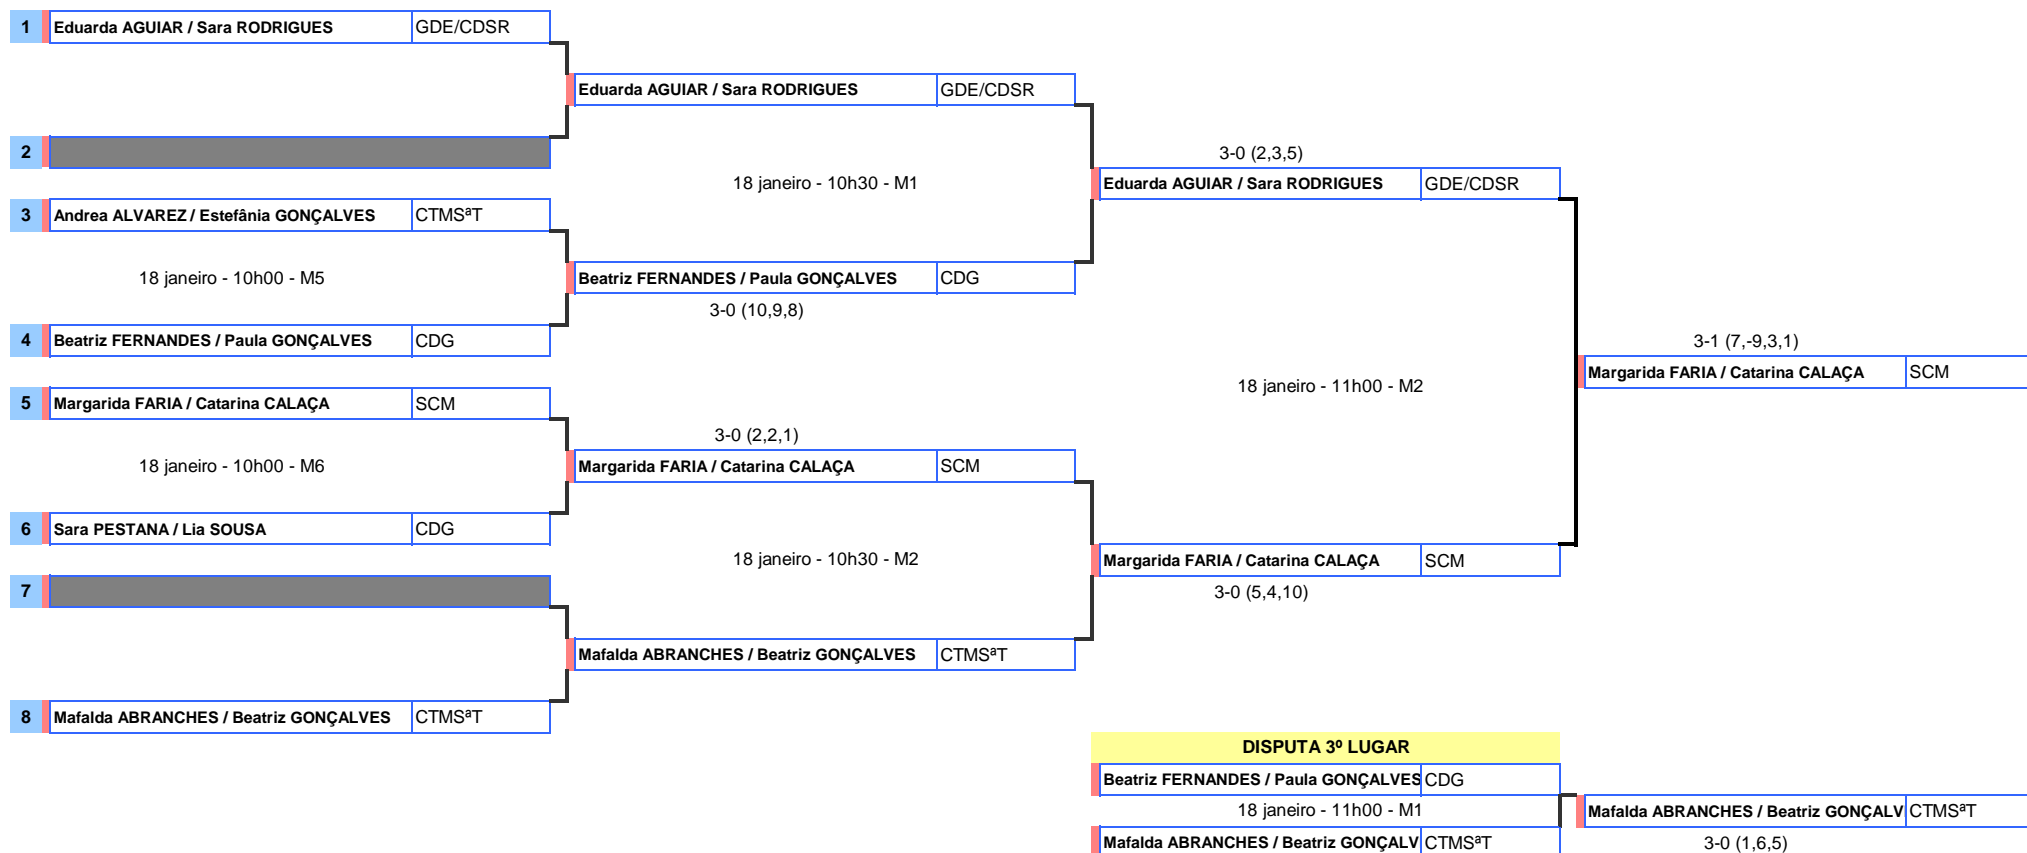 1 Eduarda AGUIAR / Sara RODRIGUES GDE/CDSR
Eduarda AGUIAR / Sara RODRIGUES GDE/CDSR
2
3-0 (2,3,5)
18 janeiro - 10h30 - M1
Eduarda AGUIAR / Sara RODRIGUES GDE/CDSR
3 Andrea ALVAREZ / Estefânia GONÇALVES CTMSªT
18 janeiro - 10h00 - M5
Beatriz FERNANDES / Paula GONÇALVES CDG
3-0 (10,9,8)
4 Beatriz FERNANDES / Paula GONÇALVES CDG
3-1 (7,-9,3,1)
Margarida FARIA / Catarina CALAÇA SCM
18 janeiro - 11h00 - M2
5 Margarida FARIA / Catarina CALAÇA SCM
3-0 (2,2,1)
18 janeiro - 10h00 - M6
Margarida FARIA / Catarina CALAÇA SCM
6 Sara PESTANA / Lia SOUSA CDG
18 janeiro - 10h30 - M2
Margarida FARIA / Catarina CALAÇA SCM
7
3-0 (5,4,10)
Mafalda ABRANCHES / Beatriz GONÇALVES CTMSªT
8 Mafalda ABRANCHES / Beatriz GONÇALVES CTMSªT
DISPUTA 3º LUGAR
Beatriz FERNANDES / Paula GONÇALVES CDG
18 janeiro - 11h00 - M1
Mafalda ABRANCHES / Beatriz GONÇALV CTMSªT
Mafalda ABRANCHES / Beatriz GONÇALV CTMSªT
3-0 (1,6,5)